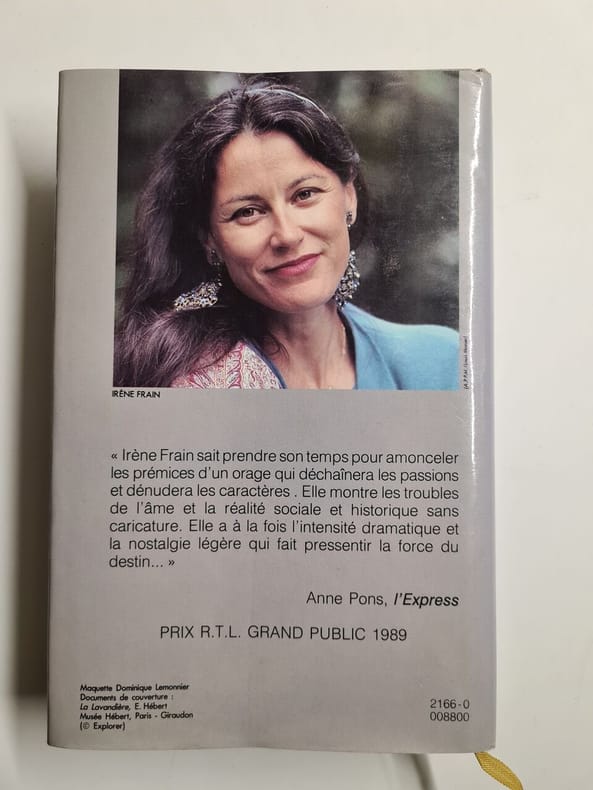 IRÈNE FRAIN
« Irène Frain sait prendre son temps pour amonceler
les prémices d'un orage qui déchaînera les passions
et dénudera les caractères . Elle montre les troubles
de l'âme et la réalité sociale et historique sans
caricature. Elle a à la fois l'intensité dramatique et
la nostalgie légère qui fait pressentir la force du
destin... »
Anne Pons, l'Express
PRIX R.T.L. GRAND PUBLIC 1989
Maquette Dominique Lemonnier
Documents de couverture :
La Lavandière, E. Hébert
Musée Hébert, Paris - Giraudon
(© Explorer)
2166-0
008800